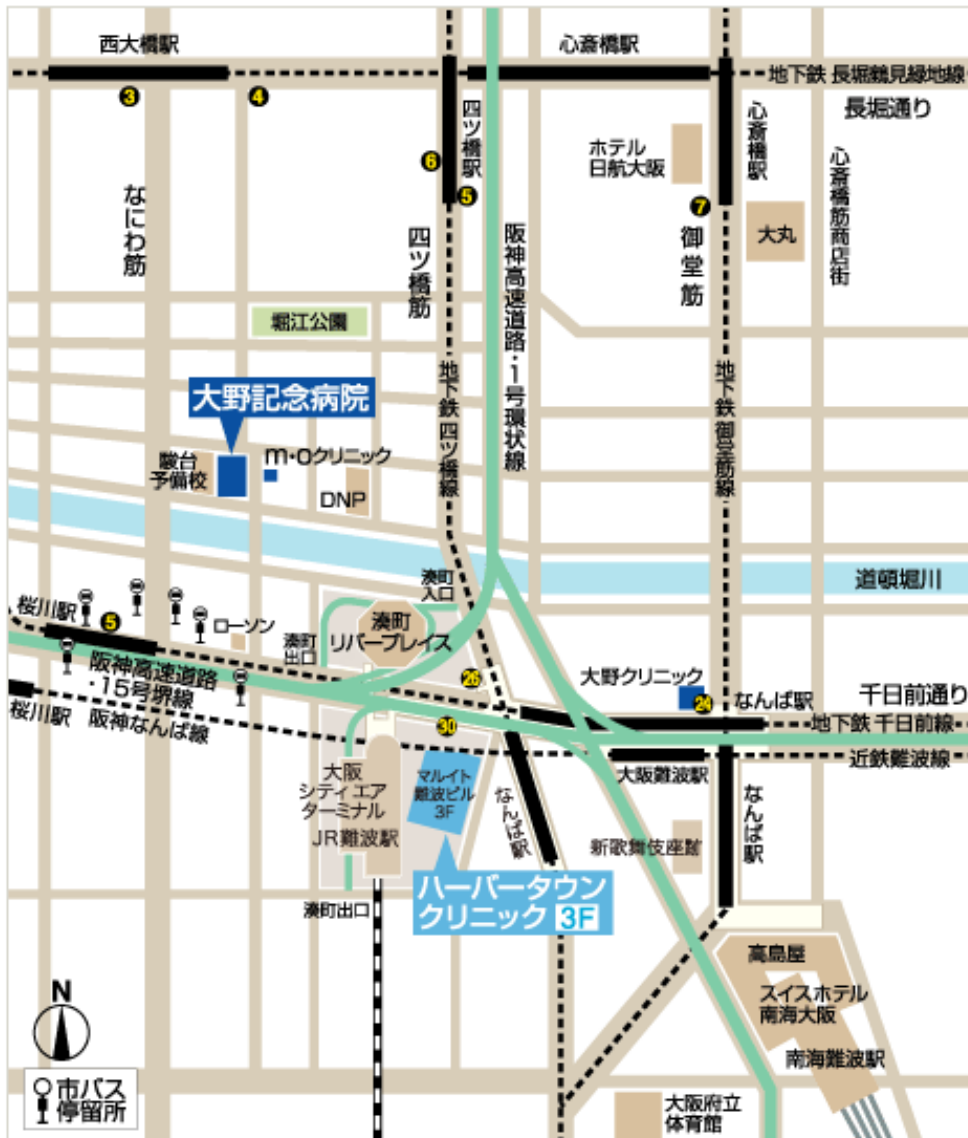 西大橋駅
心斎橋駅
地下鉄 長堀鶴見緑地線
長堀通り
3
4
四ツ橋駅
6
5
ホテル
日航大阪
心斎橋駅
7
大丸
心斎橋筋商店街
なにわ筋
四ツ橋筋
阪神高速道路・1号環状線
御堂筋
堀江公園
地下鉄 四ツ橋線
地下鉄 御堂筋線
大野記念病院
駿台
予備校
m・oクリニック
DNP
道頓堀川
湊町
入口
桜川駅
5
ローソン
湊町
出口
湊町
リバープレイス
阪神高速道路
・15号堺線
桜川駅
阪神なんば線
26
30
大野クリニック
24
なんば駅
千日前通り
地下鉄 千日前線
近鉄難波線
大阪難波駅
大阪
シティエア
ターミナル
JR難波駅
マルイト
難波ビル
3F
なんば駅
なんば駅
新歌舞伎座跡
湊町出口
ハーバータウン
クリニック 3F
高島屋
スイスホテル
南海大阪
南海難波駅
N
市バス
停留所
大阪府立
体育館